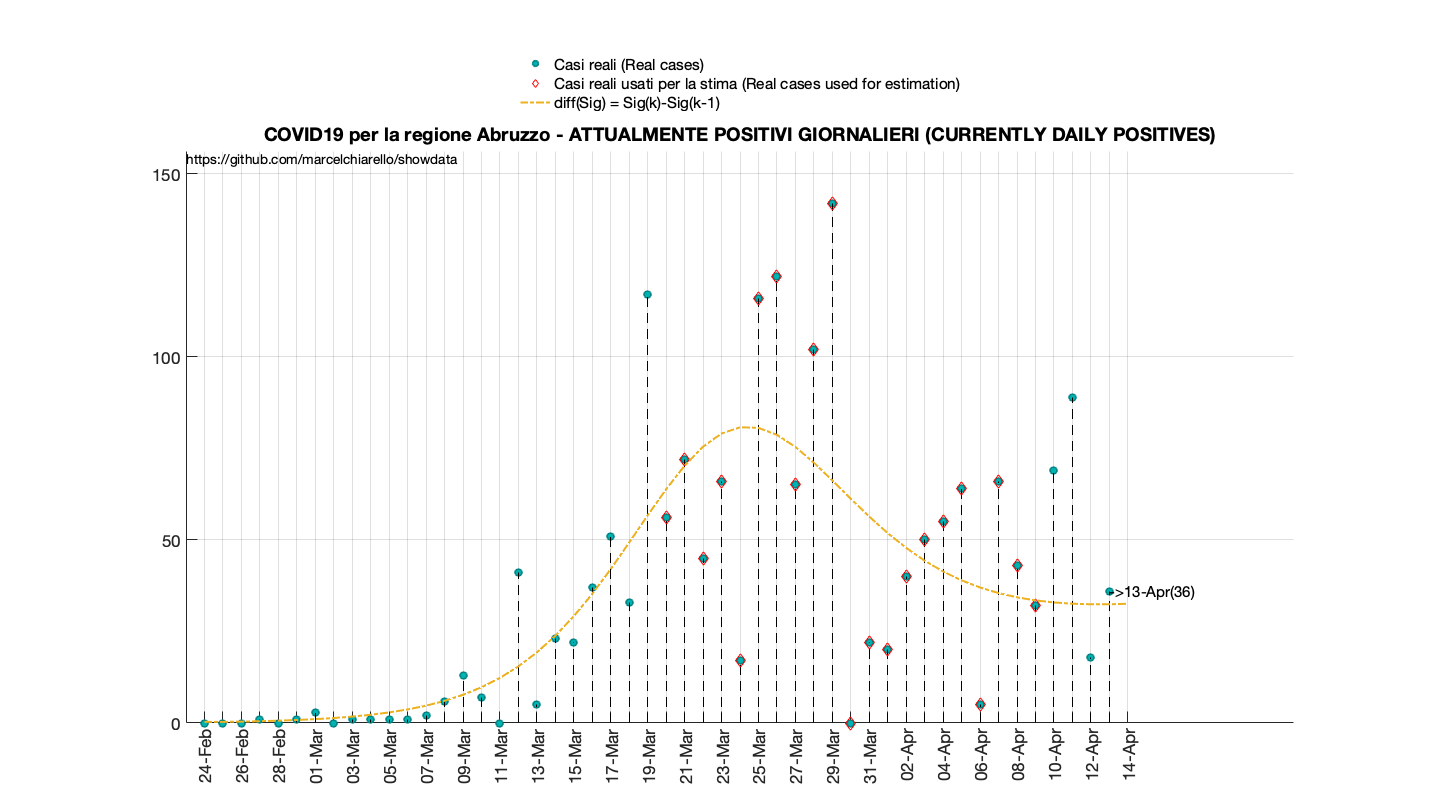 Casi reali (Real cases)
Casi reali usati per la stima (Real cases used for estimation)
diff(Sig) = Sig(k)-Sig(k-1)
COVID19 per la regione Abruzzo - ATTUALMENTE POSITIVI GIORNALIERI (CURRENTLY DAILY POSITIVES)
https://github.com/marcelchiarello/showdata
150
100
50
0
->13-Apr(36)
24-Feb
26-Feb
28-Feb
01-Mar
03-Mar
05-Mar
07-Mar
09-Mar
11-Mar
13-Mar
15-Mar
17-Mar
19-Mar
21-Mar
23-Mar
25-Mar
27-Mar
29-Mar
31-Mar
02-Apr
04-Apr
06-Apr
08-Apr
10-Apr
12-Apr
14-Apr